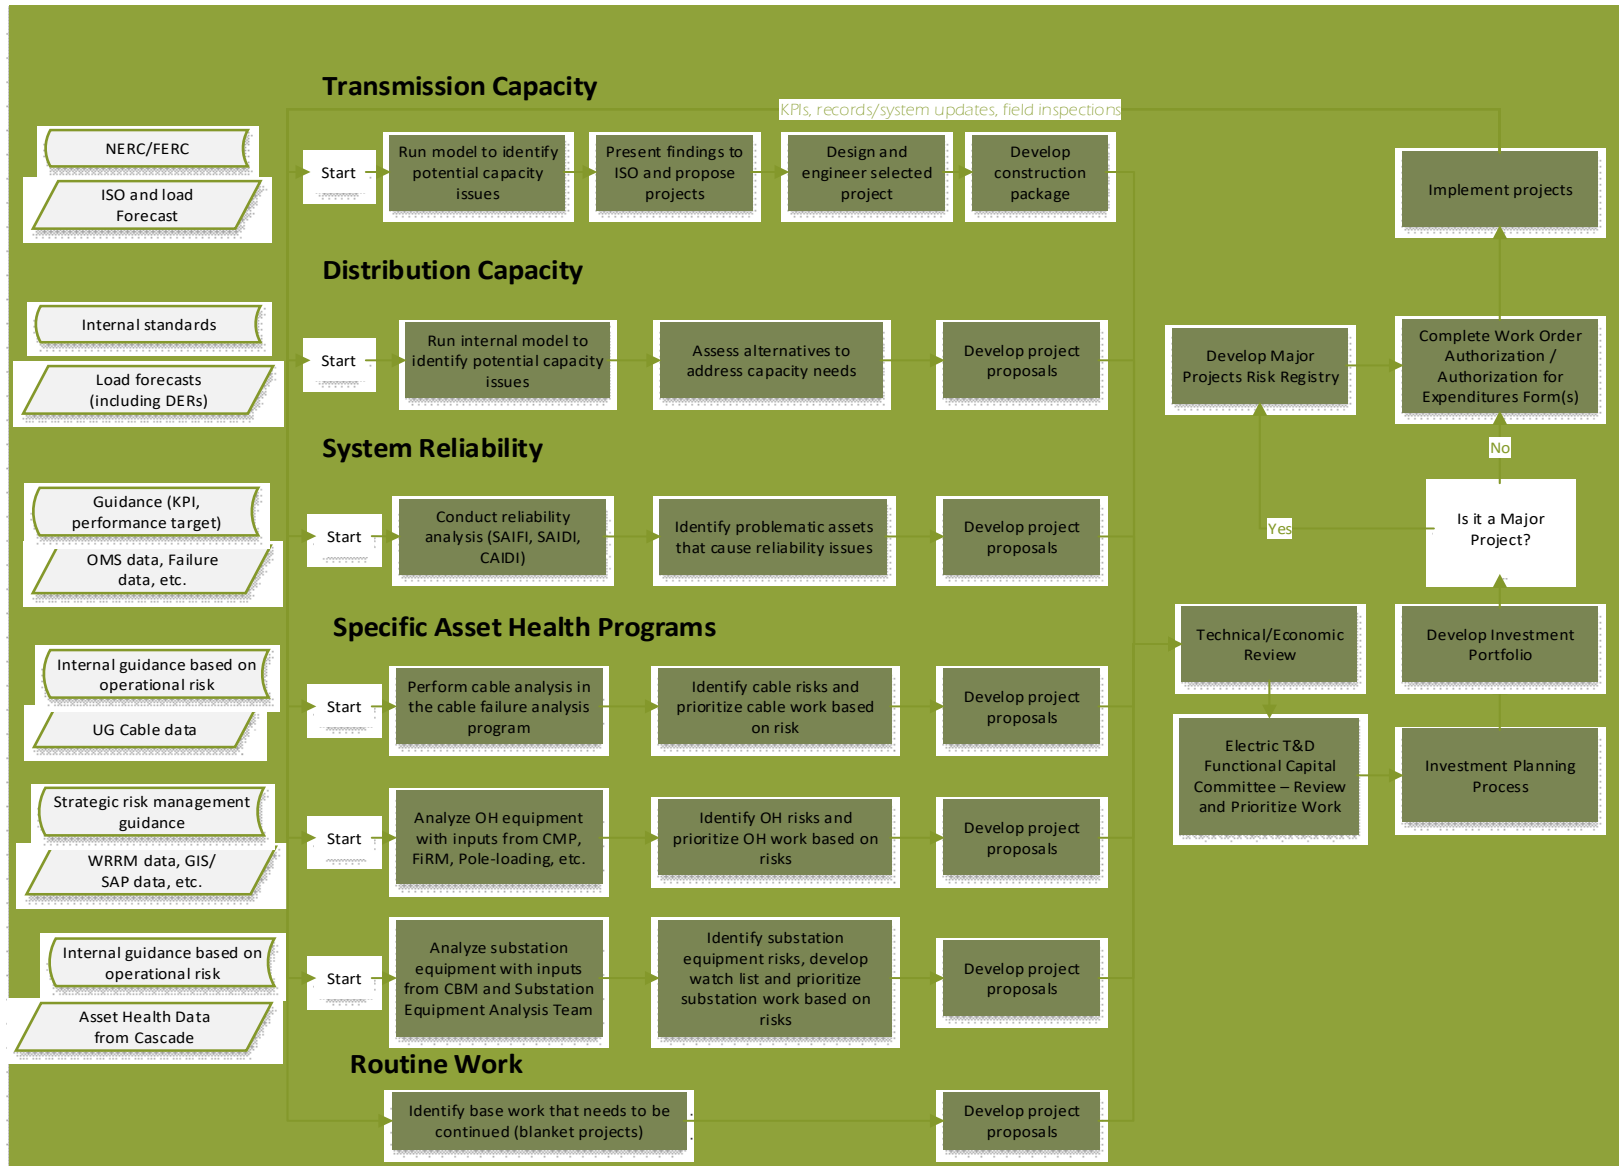 Transmission Capacity
KPIs, records/system updates, field inspections
NERC/FERC
ISO and load
Forecast
Start
Run model to identify
potential capacity
issues
Present findings to
ISO and propose
projects
Design and
engineer selected
project
Develop
construction
package
Implement projects
Distribution Capacity
Internal standards
Load forecasts
(including DERs)
Start
Run internal model to
identify potential capacity
issues
Assess alternatives to
address capacity needs
Develop project
proposals
Develop Major
Projects Risk Registry
Complete Work Order
Authorization /
Authorization for
Expenditures Form(s)
System Reliability
No
Guidance (KPI,
performance target)
OMS data, Failure
data, etc.
Start
Conduct reliability
analysis (SAIFI, SAIDI,
CAIDI)
Identify problematic assets
that cause reliability issues
Develop project
proposals
Yes
Is it a Major
Project?
Specific Asset Health Programs
Technical/Economic
Review
Develop Investment
Portfolio
Internal guidance based on
operational risk
UG Cable data
Start
Perform cable analysis in
the cable failure analysis
program
Identify cable risks and
prioritize cable work based
on risk
Develop project
proposals
Electric T&D
Functional Capital
Committee – Review
and Prioritize Work
Investment Planning
Process
Strategic risk management
guidance
WRRM data, GIS/
SAP data, etc.
Start
Analyze OH equipment
with inputs from CMP,
FiRM, Pole-loading, etc.
Identify OH risks and
prioritize OH work based on
risks
Develop project
proposals
Internal guidance based on
operational risk
Asset Health Data
from Cascade
Start
Analyze substation
equipment with inputs
from CBM and Substation
Equipment Analysis Team
Identify substation
equipment risks, develop
watch list and prioritize
substation work based on
risks
Develop project
proposals
Routine Work
Identify base work that needs to be
continued (blanket projects)
Develop project
proposals